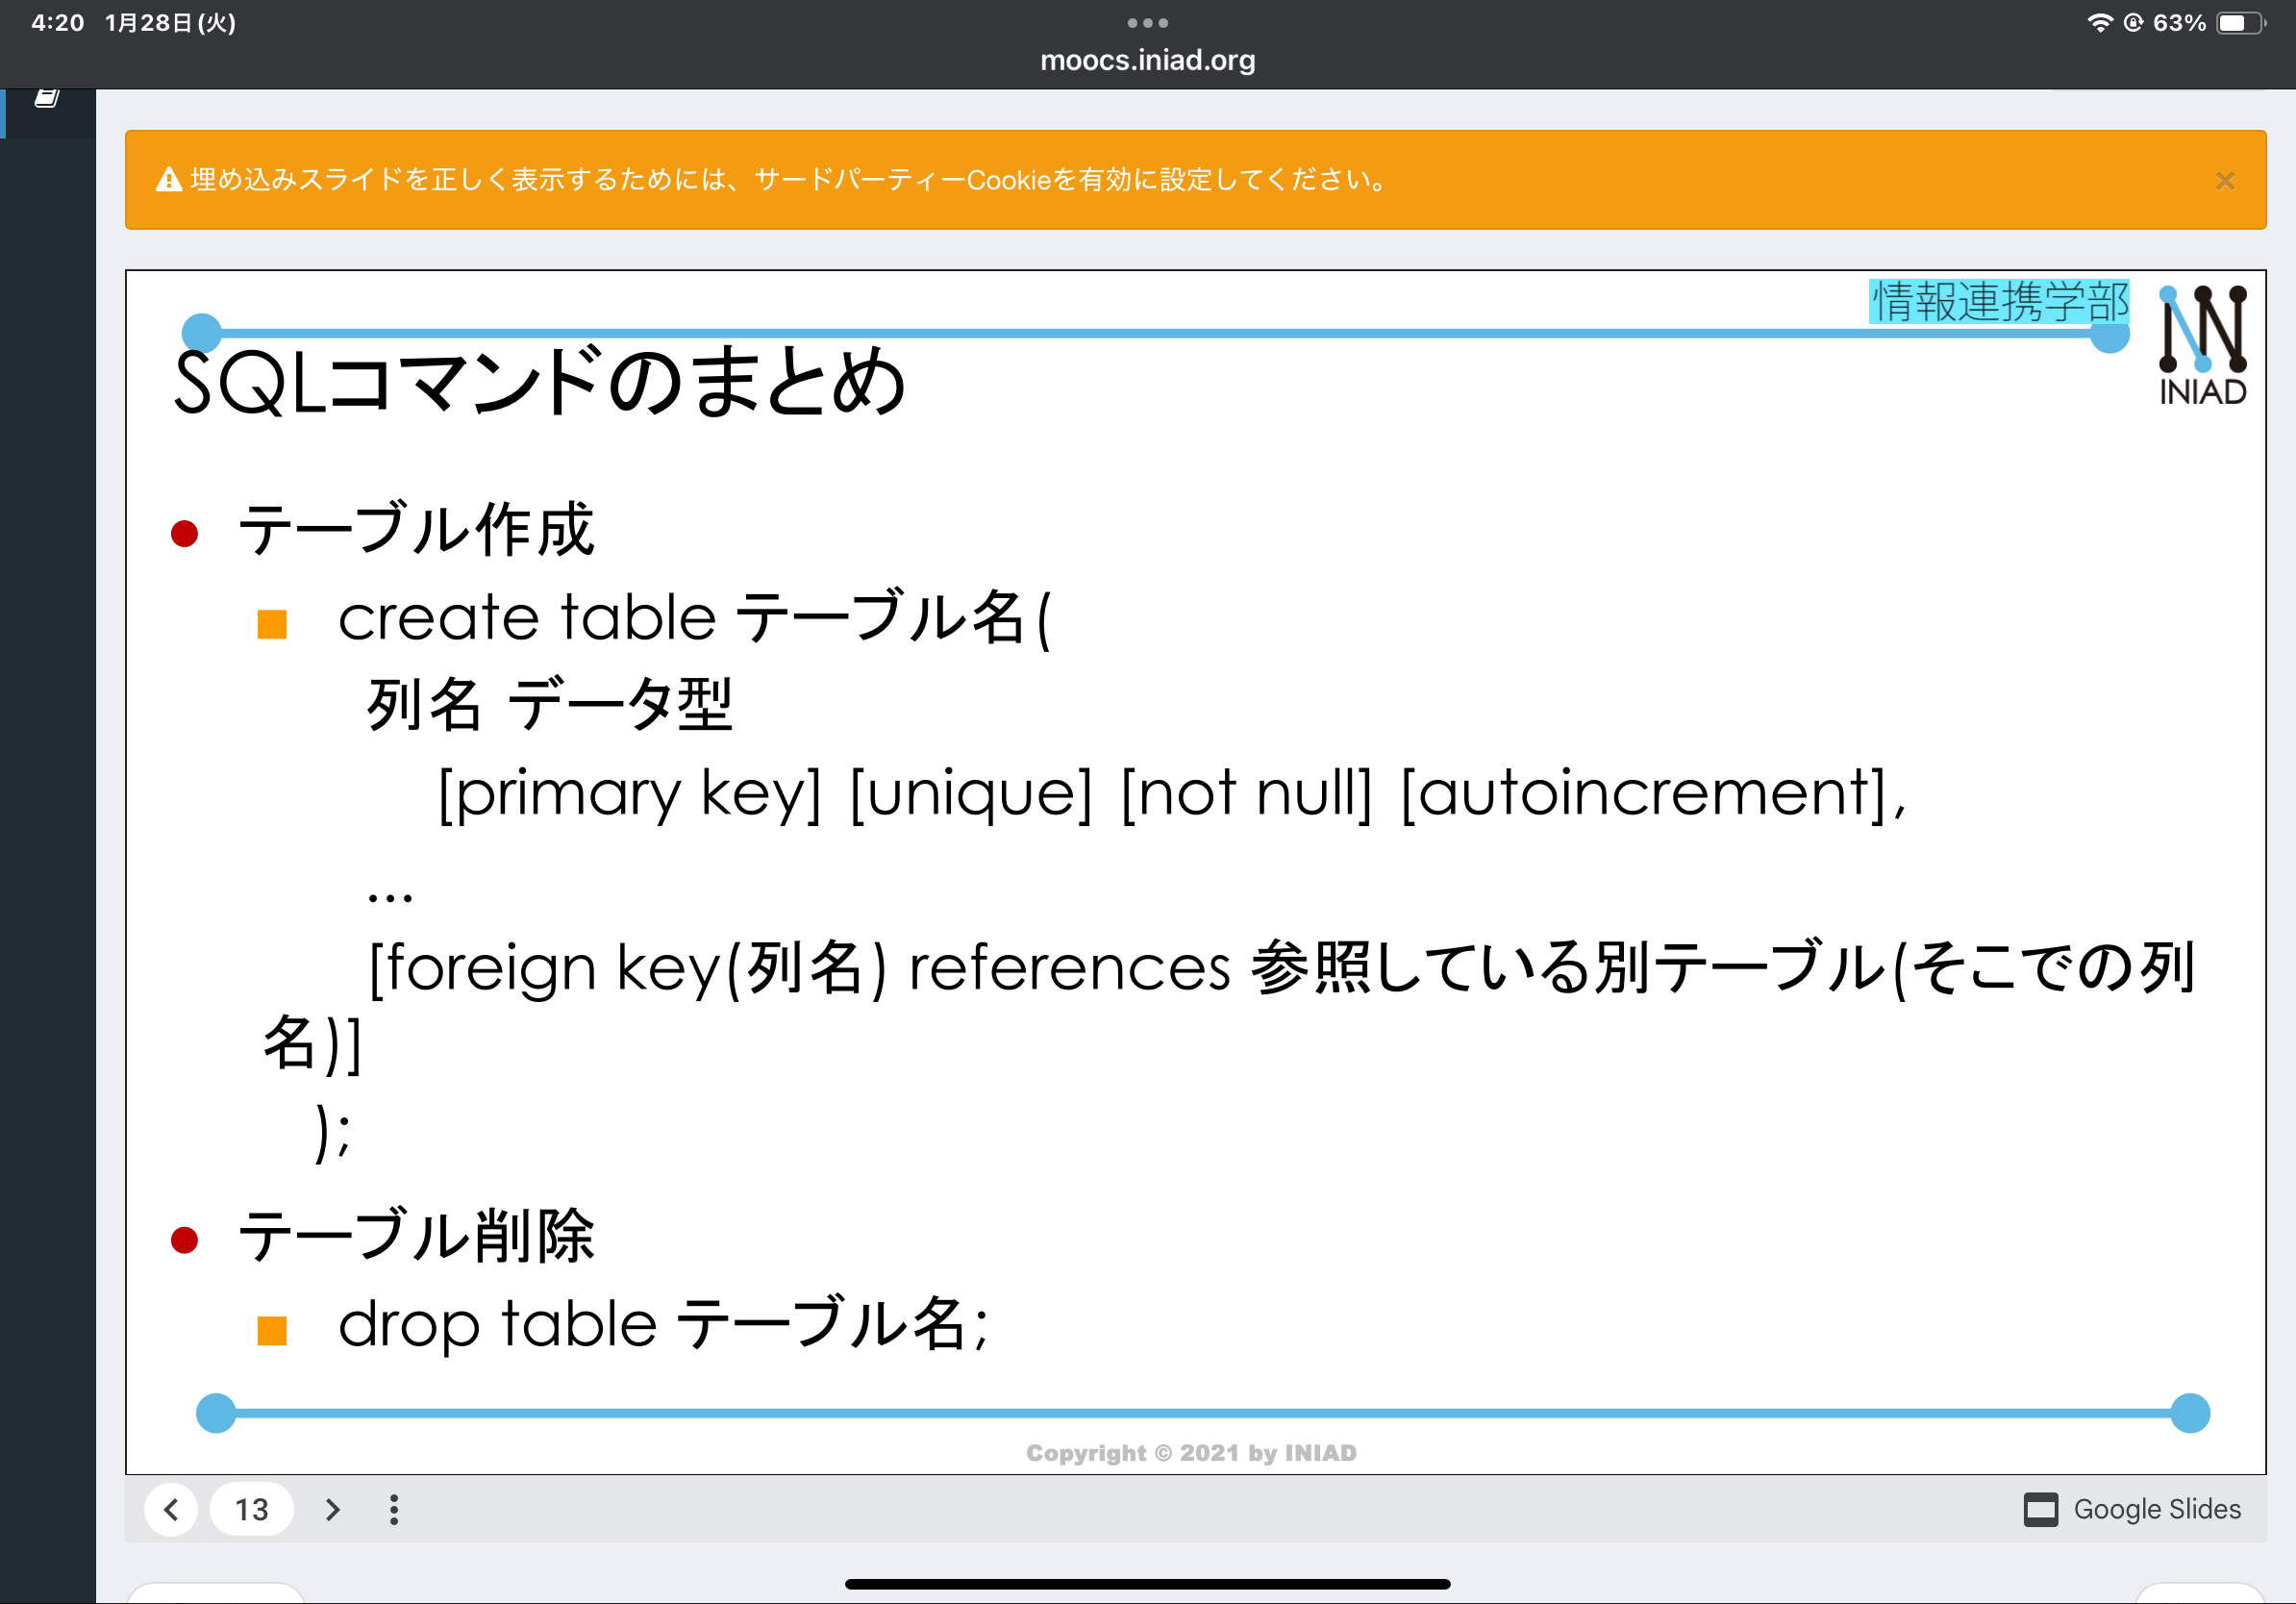 4:20 1月28日(火)
63%
moocs.iniad.org
埋め込みスライドを正しく表示するためには、サードパーティーCookieを有効に設定してください。
×
情報連携学部
INIAD
SQLコマンドのまとめ
● テーブル作成
■ create table テーブル名(
列名 データ型
[primary key] [unique] [not null] [autoincrement],
...
[foreign key(列名) references 参照している別テーブル(そこでの列
名)]
);
● テーブル削除
■ drop table テーブル名;
Copyright © 2021 by INIAD
13
Google Slides